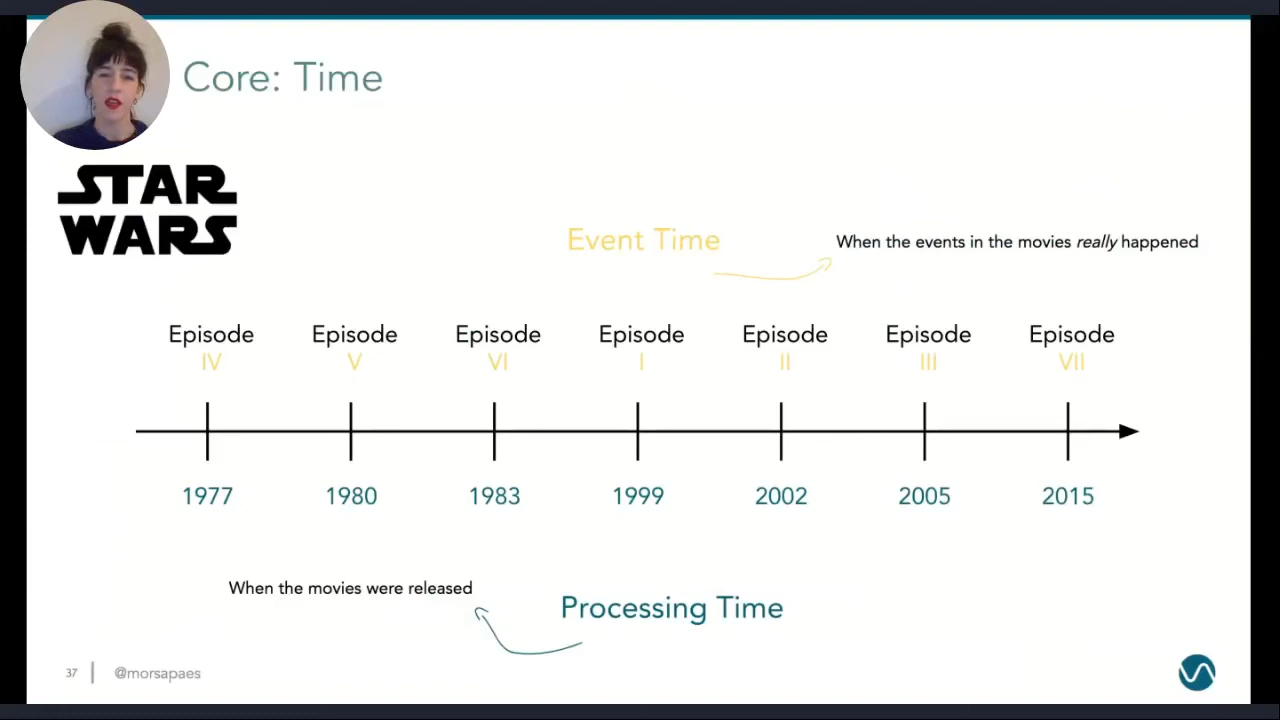 Core: Time
STAR
WARS
Event Time
When the events in the movies really happened
Episode Episode Episode Episode Episode Episode Episode
IV V VI I II III VII
1977 1980 1983 1999 2002 2005 2015
When the movies were released
Processing Time
37 | @morsapaes